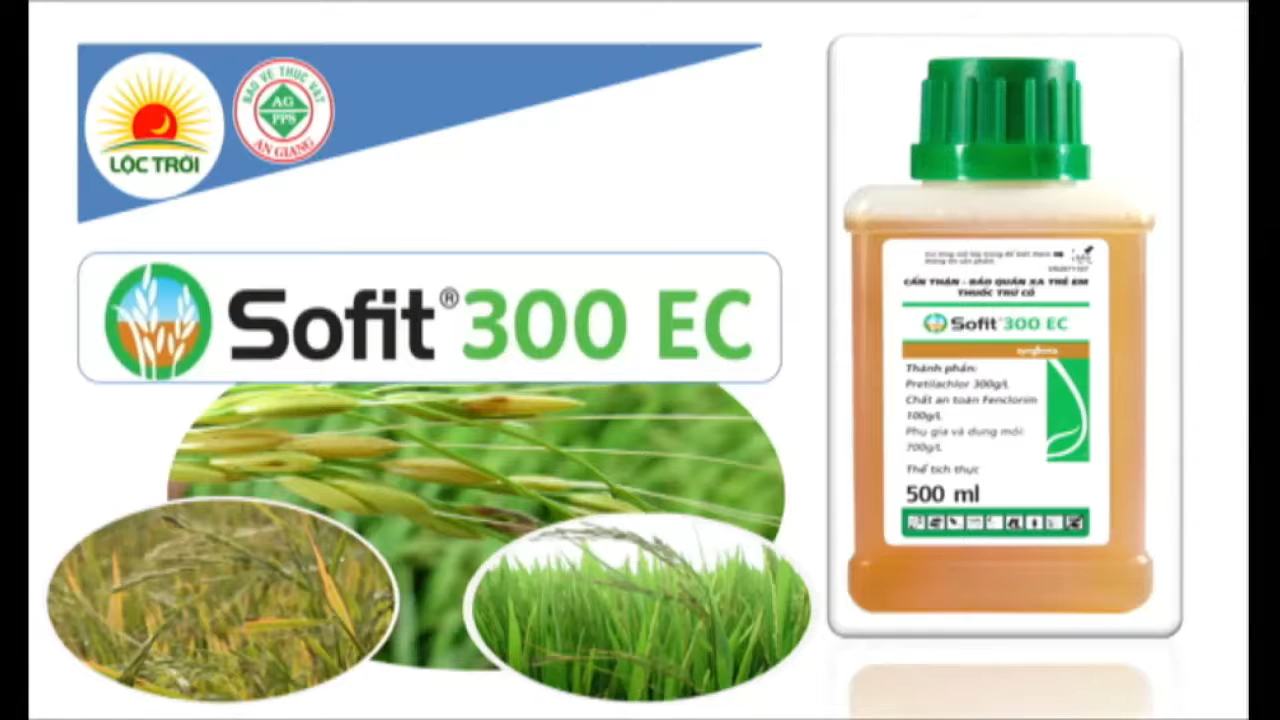 LỘC TRỜI
BẢO VỆ THỰC VẬT
AG
PPS
AN GIANG
Sofit® 300 EC
CẨN THẬN - BẢO QUẢN XA TRẺ EM
THUỐC TRỪ CỎ
Sofit® 300 EC
syngenta
Thành phần:
Pretilachlor 300g/L
Chất an toàn Fenclorim
100g/L
Phụ gia và dung môi:
700g/L
Thể tích thực
500 ml